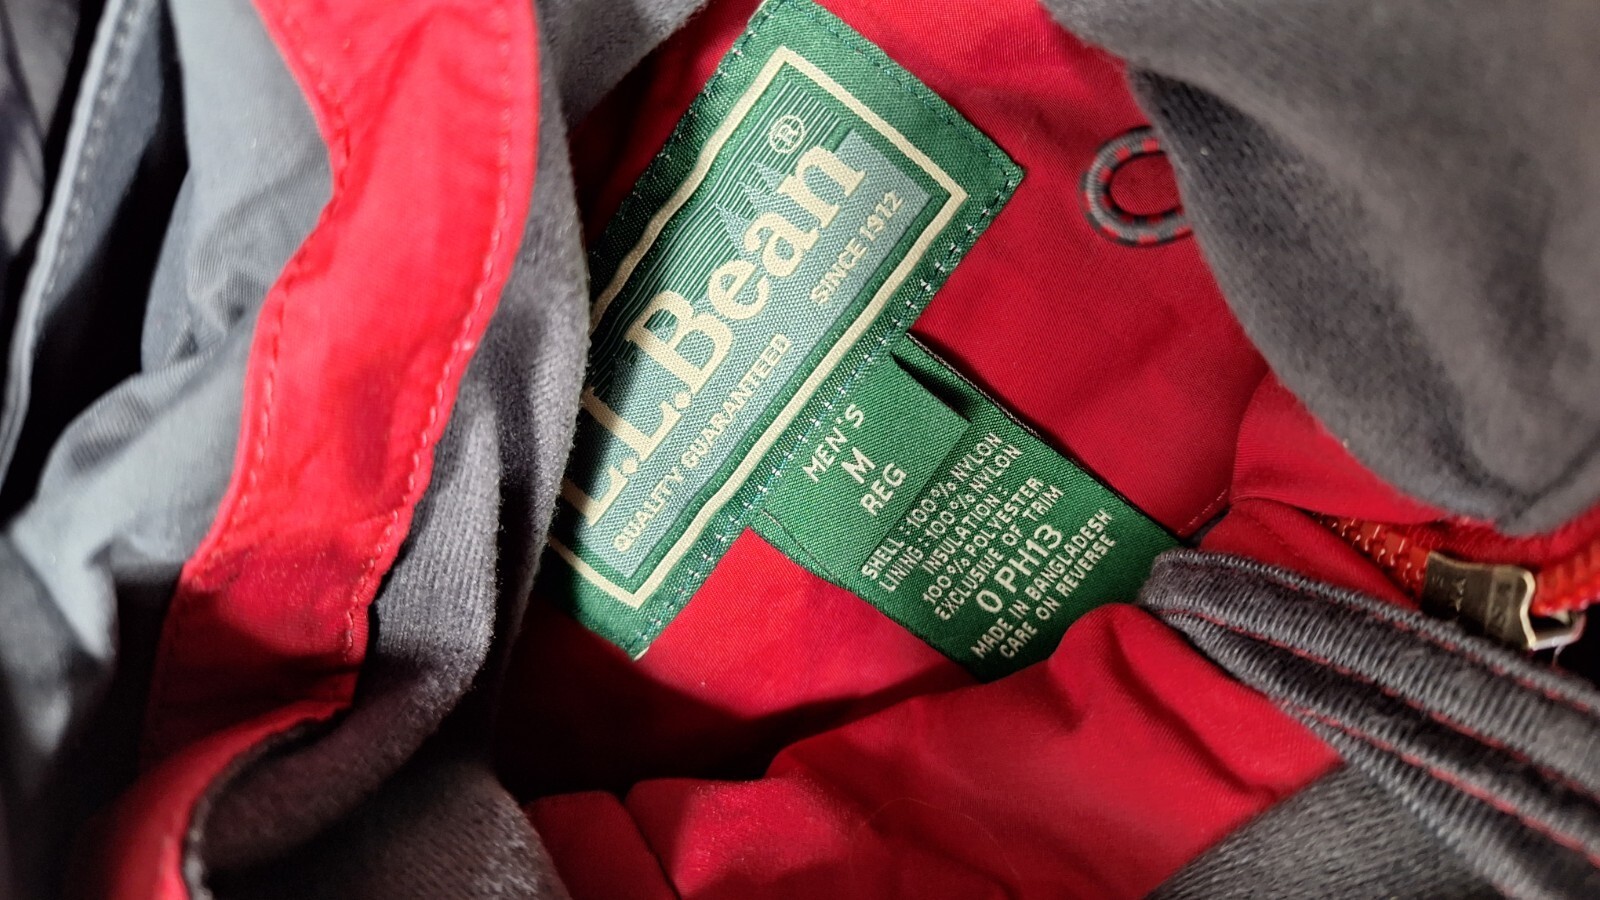 L.L.Bean®
QUALITY GUARANTEED SINCE 1912
MEN'S
M
REG
SHELL: 100% NYLON
LINING: 100% NYLON
INSULATION:
100% POLYESTER
EXCLUSIVE OF TRIM
0 PH13
MADE IN BANGLADESH
CARE ON REVERSE